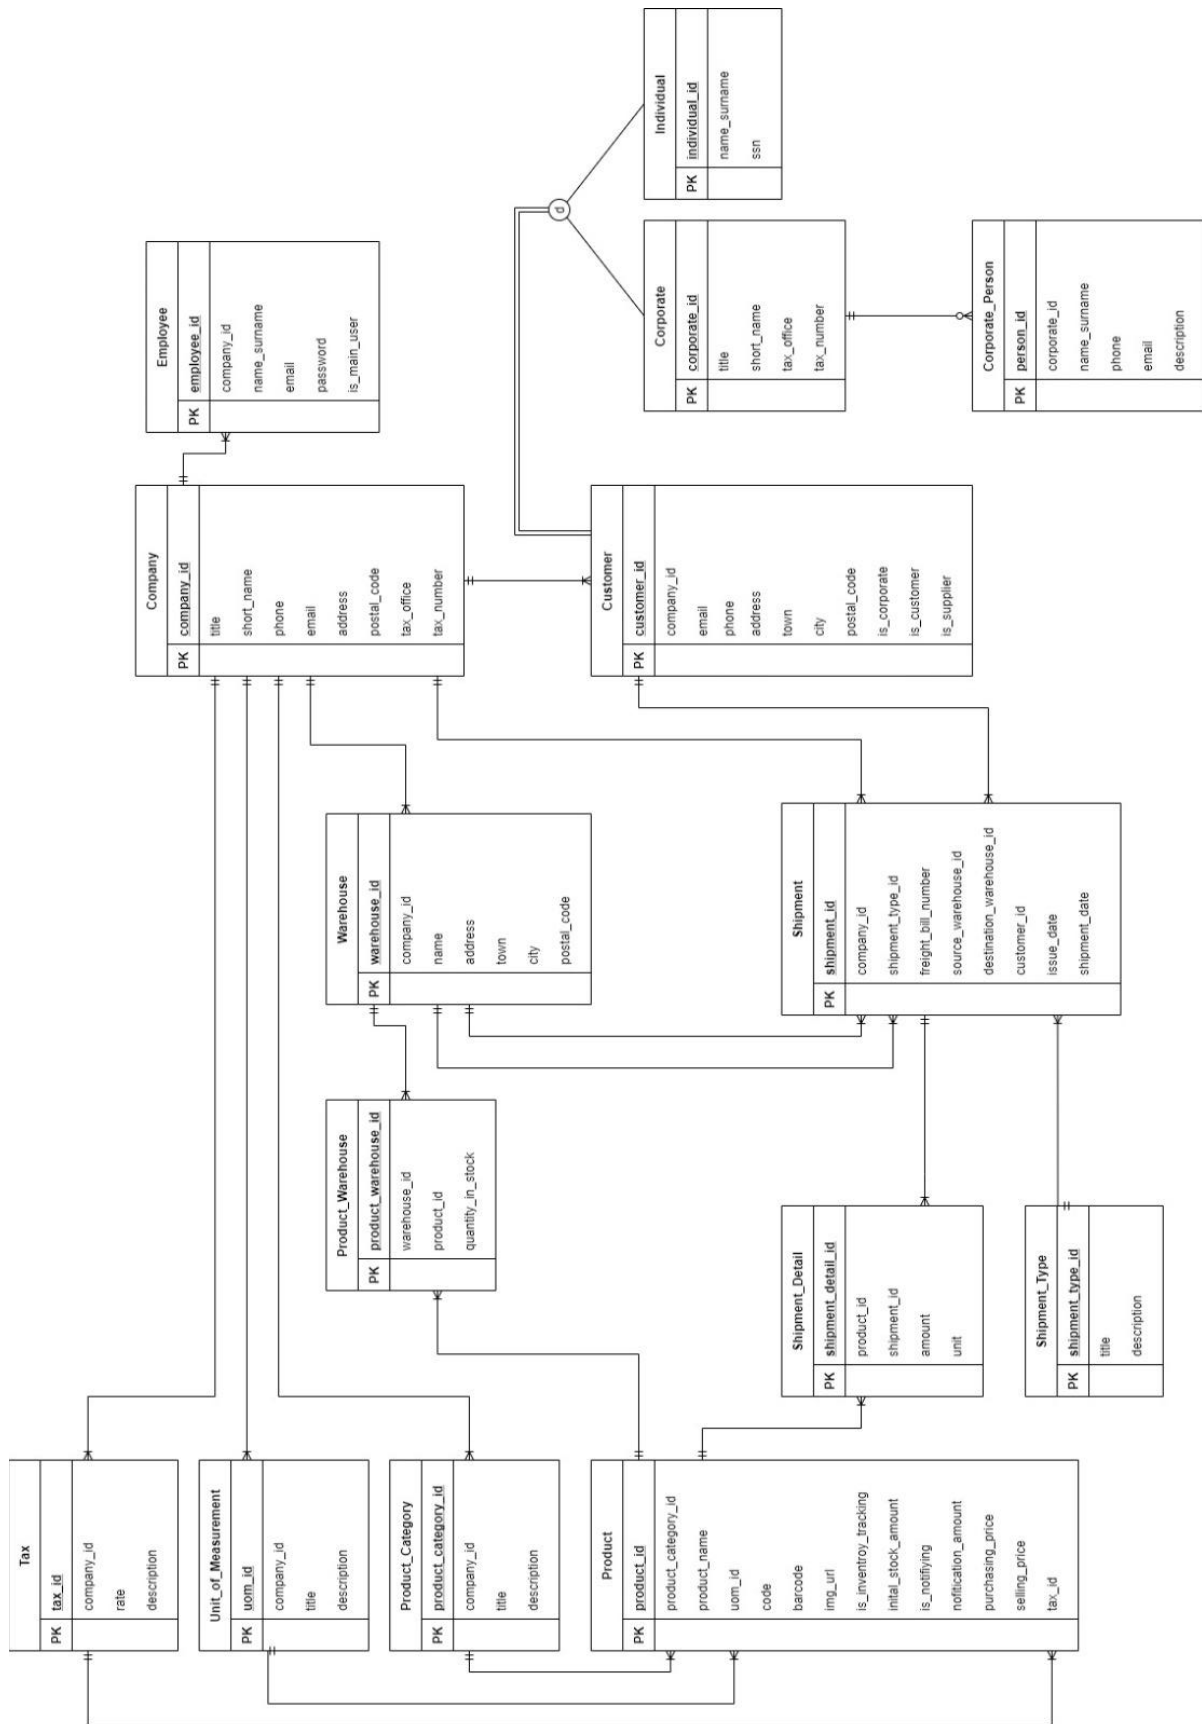 Tax
PK tax_id
company_id
rate
description
Unit_of_Measurement
PK uom_id
company_id
title
description
Product_Category
PK product_category_id
company_id
title
description
Product
PK product_id
product_category_id
product_name
uom_id
code
barcode
img_url
is_inventroy_tracking
inital_stock_amount
is_notifiying
nofitication_amount
purchasing_price
selling_price
tax_id
Product_Warehouse
PK product_warehouse_id
warehouse_id
product_id
quantity_in_stock
Shipment_Detail
PK shipment_detail_id
product_id
shipment_id
amount
unit
Shipment_Type
PK shipment_type_id
title
description
Warehouse
PK warehouse_id
company_id
name
address
town
city
postal_code
Shipment
PK shipment_id
company_id
shipment_type_id
freight_bill_number
source_warehouse_id
destination_warehouse_id
customer_id
issue_date
shipment_date
Company
PK company_id
title
short_name
phone
email
address
postal_code
tax_office
tax_number
Customer
PK customer_id
company_id
email
phone
address
town
city
postal_code
is_corporate
is_customer
is_supplier
Employee
PK employee_id
company_id
name_surname
email
password
is_main_user
d
Corporate
PK corporate_id
title
short_name
tax_office
tax_number
Corporate_Person
PK person_id
corporate_id
name_surname
phone
email
description
Individual
PK individual_id
name_surname
ssn